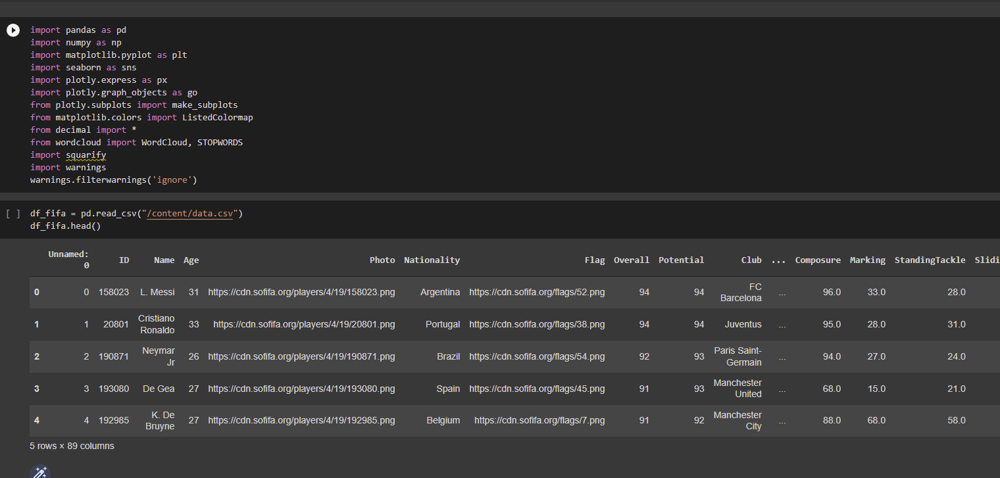 import pandas as pd
import numpy as np
import matplotlib.pyplot as plt
import seaborn as sns
import plotly.express as px
import plotly.graph_objects as go
from plotly.subplots import make_subplots
from matplotlib.colors import ListedColormap
from decimal import *
from wordcloud import WordCloud, STOPWORDS
import squarify
import warnings
warnings.filterwarnings('ignore')
[ ] df_fifa = pd.read_csv("/content/data.csv")
df_fifa.head()
Unnamed: 0 ID Name Age Photo Nationality Flag Overall Potential Club ... Composure Marking StandingTackle Slidi
0 0 158023 L. Messi 31 https://cdn.sofifa.org/players/4/19/158023.png Argentina https://cdn.sofifa.org/flags/52.png 94 94 FC Barcelona ... 96.0 33.0 28.0
1 1 20801 Cristiano Ronaldo 33 https://cdn.sofifa.org/players/4/19/20801.png Portugal https://cdn.sofifa.org/flags/38.png 94 94 Juventus ... 95.0 28.0 31.0
2 2 190871 Neymar Jr 26 https://cdn.sofifa.org/players/4/19/190871.png Brazil https://cdn.sofifa.org/flags/54.png 92 93 Paris Saint-Germain ... 94.0 27.0 24.0
3 3 193080 De Gea 27 https://cdn.sofifa.org/players/4/19/193080.png Spain https://cdn.sofifa.org/flags/45.png 91 93 Manchester United ... 68.0 15.0 21.0
4 4 192985 K. De Bruyne 27 https://cdn.sofifa.org/players/4/19/192985.png Belgium https://cdn.sofifa.org/flags/7.png 91 92 Manchester City ... 88.0 68.0 58.0
5 rows × 89 columns